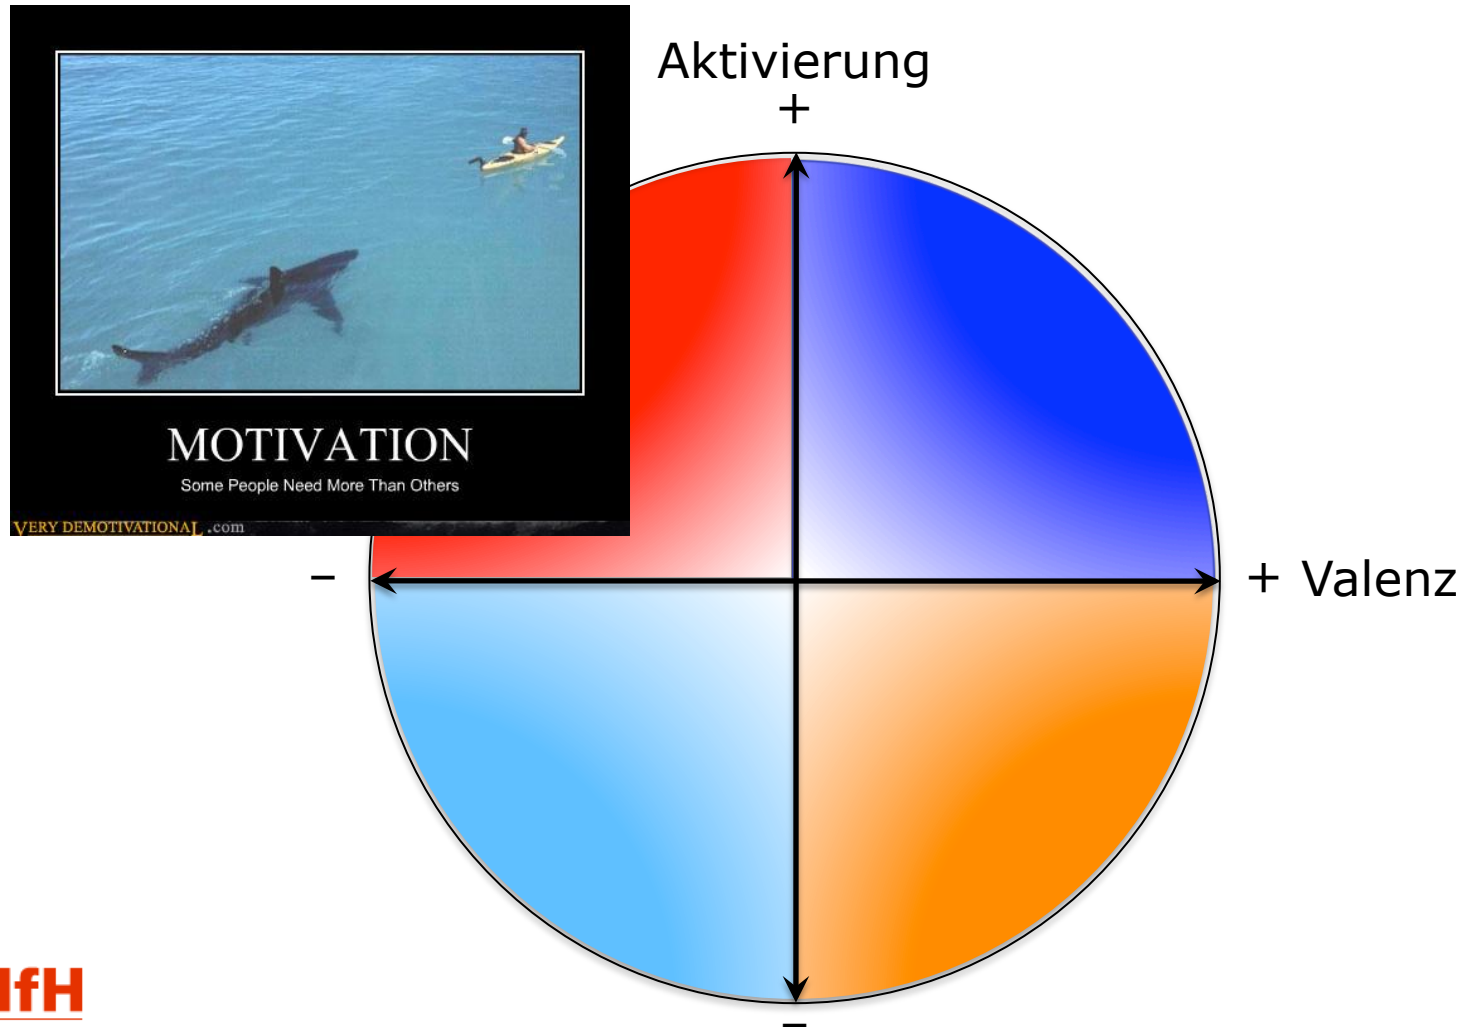 Aktivierung
+
MOTIVATION
Some People Need More Than Others
VERY DEMOTIVATIONAL .com
–
+ Valenz
–
IfH